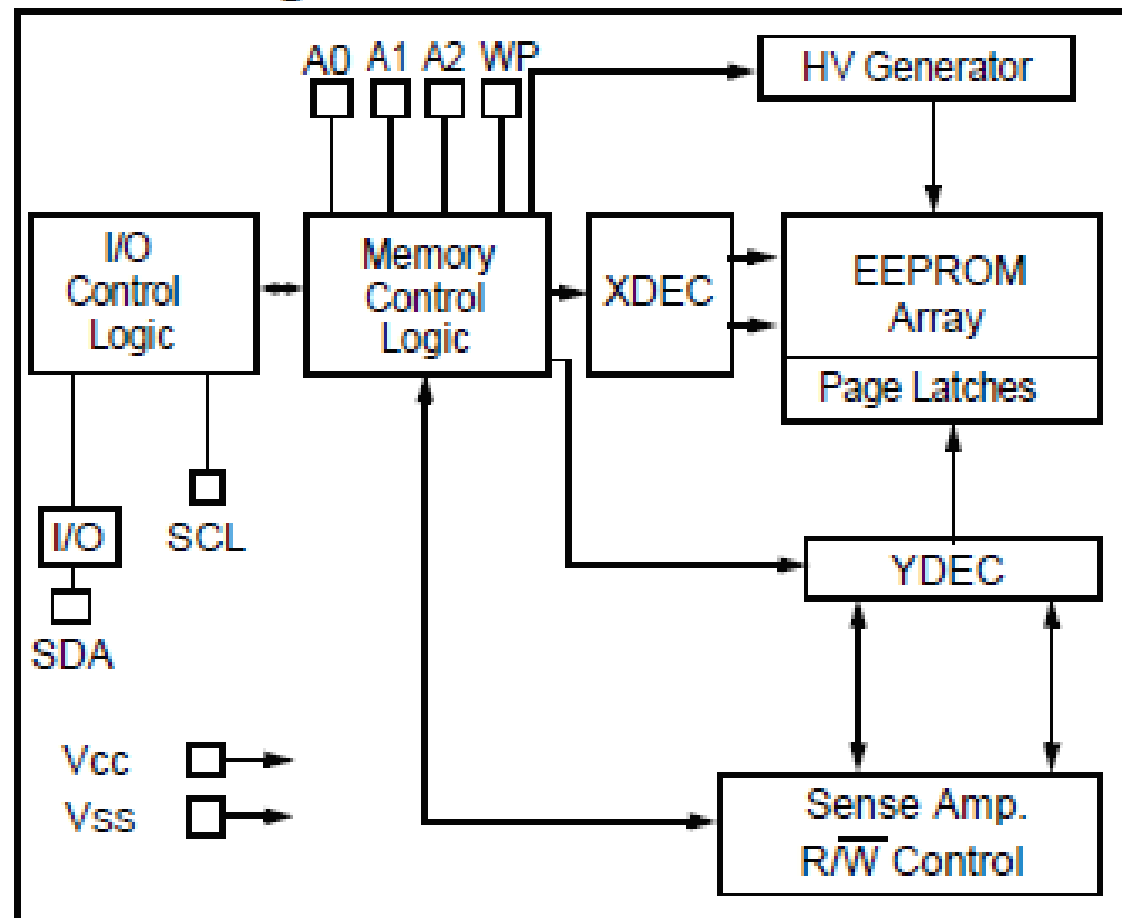 A0 A1 A2 WP
HV Generator
I/O
Control
Logic
Memory
Control
Logic
XDEC
EEPROM
Array
Page Latches
I/O
SCL
SDA
YDEC
Vcc
Vss
Sense Amp.
R/W̅ Control